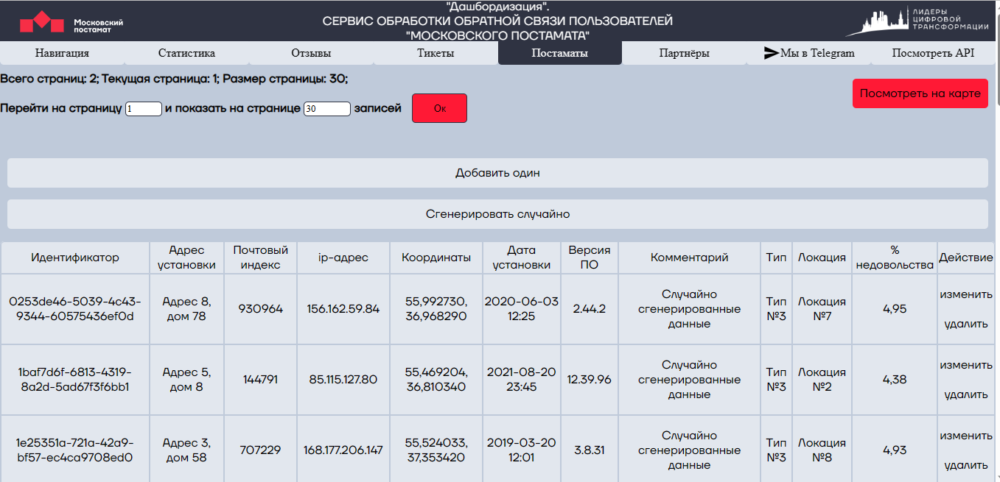 "Дашбордизация".
СЕРВИС ОБРАБОТКИ ОБРАТНОЙ СВЯЗИ ПОЛЬЗОВАТЕЛЕЙ
"МОСКОВСКОГО ПОСТАМАТА"
Московский
постамат
ЛИДЕРЫ
ЦИФРОВОЙ
ТРАНСФОРМАЦИИ
Навигация Статистика Отзывы Тикеты Постаматы Партнёры Мы в Telegram Посмотреть API
Всего страниц: 2; Текущая страница: 1; Размер страницы: 30;
Посмотреть на карте
Перейти на страницу 1 и показать на странице 30 записей Ок
Добавить один
Сгенерировать случайно
Идентификатор
Адрес
установки
Почтовый
индекс
ip-адрес
Координаты
Дата
установки
Версия
ПО
Комментарий
Тип
Локация
%
недовольства
Действие
0253de46-5039-4c43-
9344-60575436ef0d
Адрес 8,
дом 78
930964
156.162.59.84
55,992730,
36,968290
2020-06-03
12:25
2.44.2
Случайно
сгенерированные
данные
Тип
№3
Локация
№7
4,95
изменить
удалить
1baf7d6f-6813-4319-
8a2d-5ad67f3f6bb1
Адрес 5,
дом 8
144791
85.115.127.80
55,469204,
36,810340
2021-08-20
23:45
12.39.96
Случайно
сгенерированные
данные
Тип
№3
Локация
№2
4,38
изменить
удалить
1e25351a-721a-42a9-
bf57-ec4ca9708ed0
Адрес 3,
дом 58
707229
168.177.206.147
55,524033,
37,353420
2019-03-20
12:01
3.8.31
Случайно
сгенерированные
данные
Тип
№3
Локация
№8
4,93
изменить
удалить